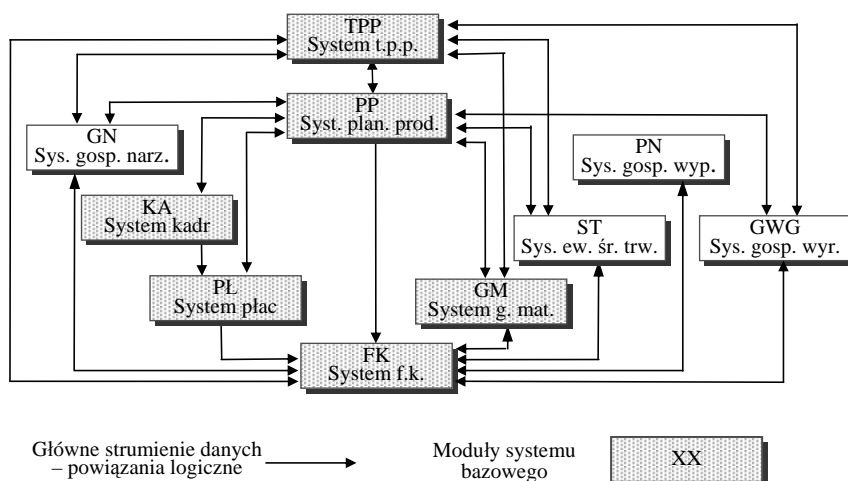 TPP
System t.p.p.
PP
Syst. plan. prod.
GN
Sys. gosp. narz.
PN
Sys. gosp. wyp.
KA
System kadr
ST
Sys. ew. śr. trw.
GWG
Sys. gosp. wyr.
PŁ
System płac
GM
System g. mat.
FK
System f.k.
Główne strumienie danych
– powiązania logiczne
Moduły systemu
bazowego
XX